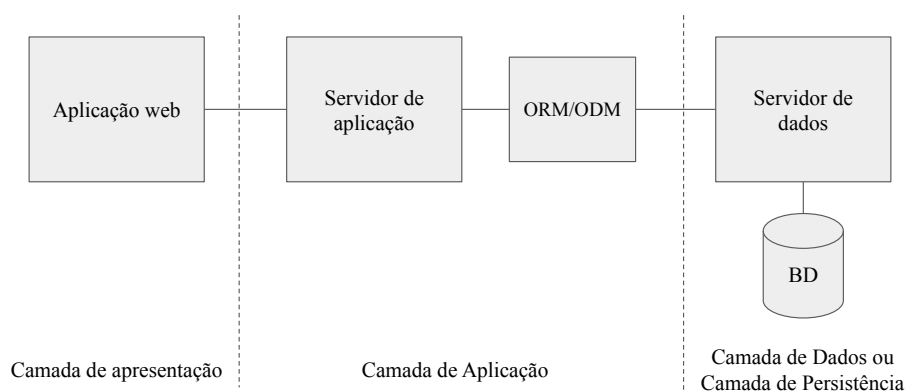 Aplicação web
Servidor de
aplicação
ORM/ODM
Servidor de
dados
BD
Camada de apresentação
Camada de Aplicação
Camada de Dados ou
Camada de Persistência